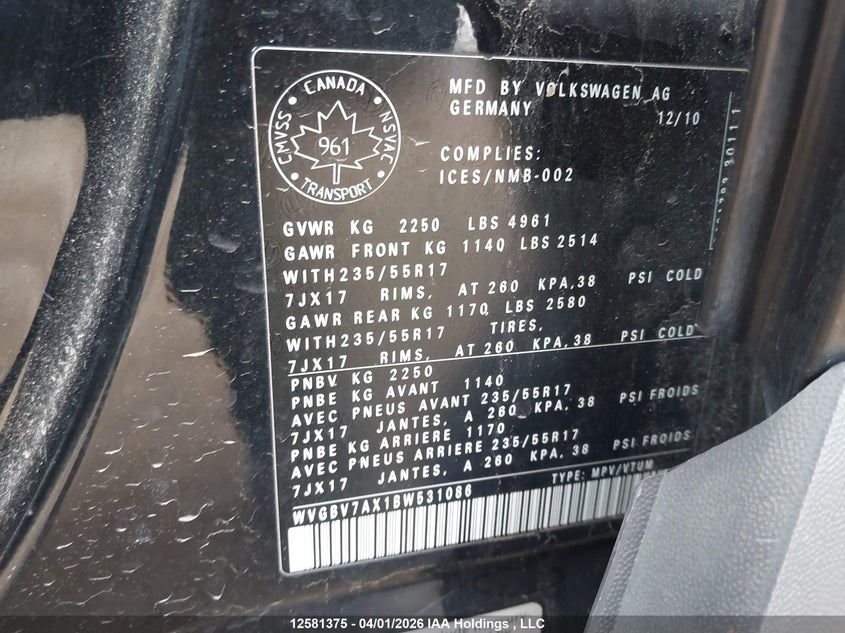 CANADA
CMVSS
NSVAC
961
TRANSPORT
MFD BY VOLKSWAGEN AG
GERMANY 12/10
COMPLIES:
ICES/NMB-002
GVWR KG 2250 LBS 4961
GAWR FRONT KG 1140 LBS 2514
WITH235/55R17
7JX17 RIMS, AT 260 KPA,38 PSI COLD
GAWR REAR KG 1170 LBS 2580
WITH235/55R17 TIRES,
7JX17 RIMS, AT 260 KPA,38 PSI COLD
PNBV KG 2250
PNBE KG AVANT 1140
AVEC PNEUS AVANT 235/55R17
7JX17 JANTES, A 260 KPA,38 PSI FROIDS
PNBE KG ARRIERE 1170
AVEC PNEUS ARRIERE 235/55R17
7JX17 JANTES, A 260 KPA, 38 PSI FROIDS
TYPE: MPV/VTUM
WVGBV7AX1BW531086
12581375 - 04/01/2026 IAA Holdings , LLC